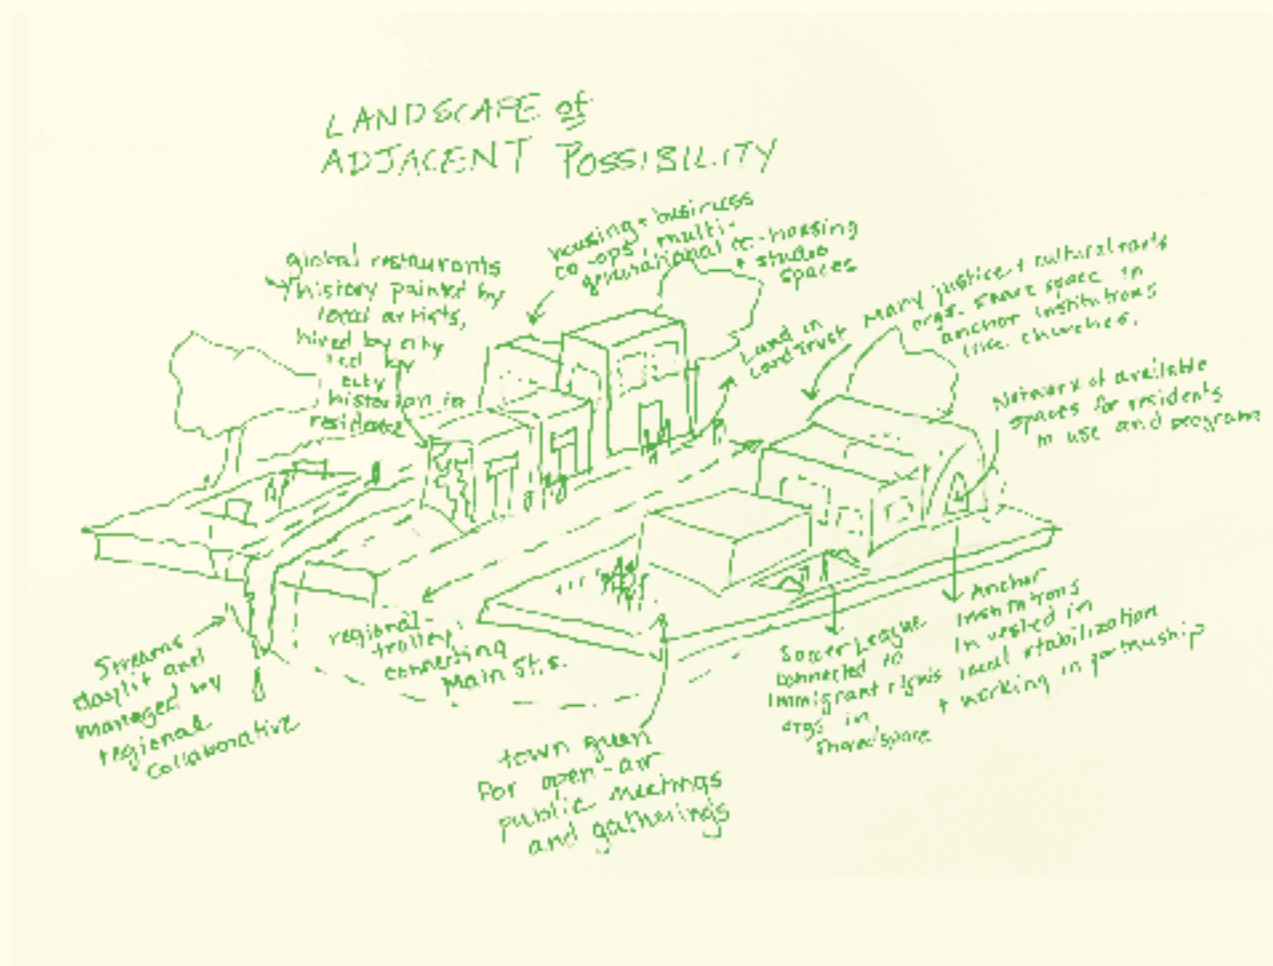 LANDSCAPE of
ADJACENT POSSIBILITY
global restaurants
+ history painted by
local artists,
hired by city
led by
city
historian in
residence
housing + business
co-ops, multi-
generational co-housing
+ studio
spaces
Land in
Land Trust
Many justice + cultural arts
orgs. share space in
anchor institutions
like churches.
Network of available
spaces for residents
to use and program
Streams
daylit and
managed by
regional
collaborative
regional
trolley,
connecting
Main Sts.
town green
for open-air
public meetings
and gatherings
Soccer League
connected to
immigrant rights
orgs in
shared space
Anchor
Institutions
Invested in
local stabilization
+ working in partnership